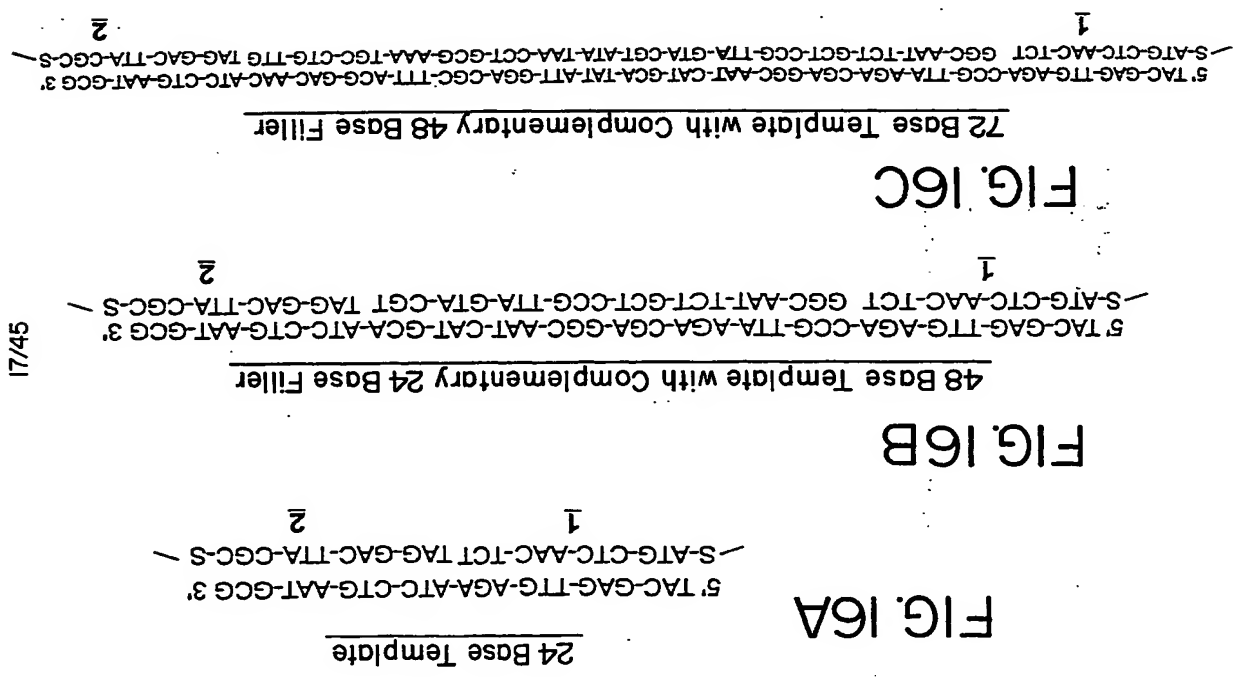 17/45
24 Base Template
FIG. 16A
5' TAC-GAG-TTG-AGA-ATC-CTG-AAT-GCG 3'
S-ATG-CTC-AAC-TCT TAG-GAC-TTA-CGC-S
1 2
FIG. 16B
48 Base Template with Complementary 24 Base Filler
5' TAC-GAG-TTG-AGA-CCG-TTA-AGA-CGA-GGC-AAT-CAT-GCA-ATC-CTG-AAT-GCG 3'
S-ATG-CTC-AAC-TCT GGC-AAT-TCT-GCT-CCG-TTA-GTA-CGT TAG-GAC-TTA-CGC-S
1 2
FIG. 16C
72 Base Template with Complementary 48 Base Filler
5' TAC-GAG-TTG-AGA-CCG-TTA-AGA-CGA-GGC-AAT-CAT-GCA-TAT-ATT-GGA-CGC-TTT-ACG-GAC-AAC-ATC-CTG-AAT-GCG 3'
S-ATG-CTC-AAC-TCT GGC-AAT-TCT-GCT-CCG-TTA-GTA-CGT-ATA-TAA-CCT-GCG-AAA-TGC-CTG-TTG TAG-GAC-TTA-CGC-S
1 2